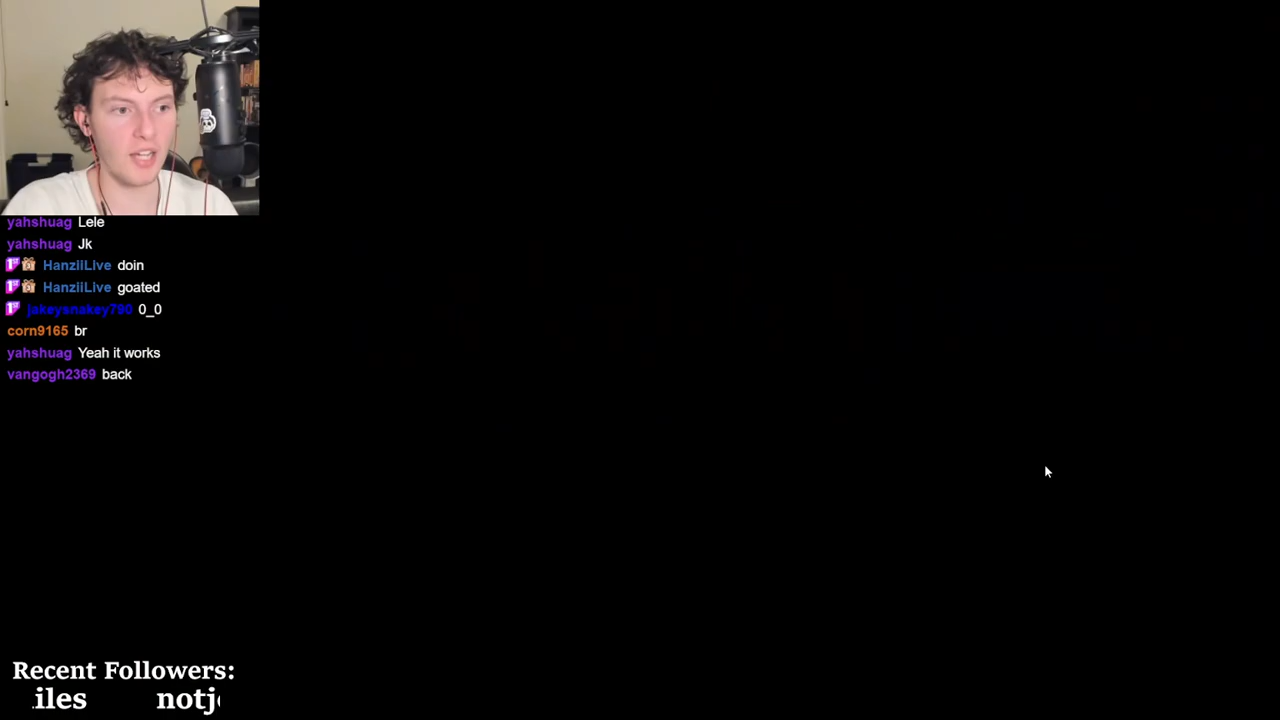 yahshuag Lele
yahshuag Jk
HanziiLive doin
HanziiLive goated
jakeysnakey790 0_0
corn9165 br
yahshuag Yeah it works
vangogh2369 back
Recent Followers:
iles notj